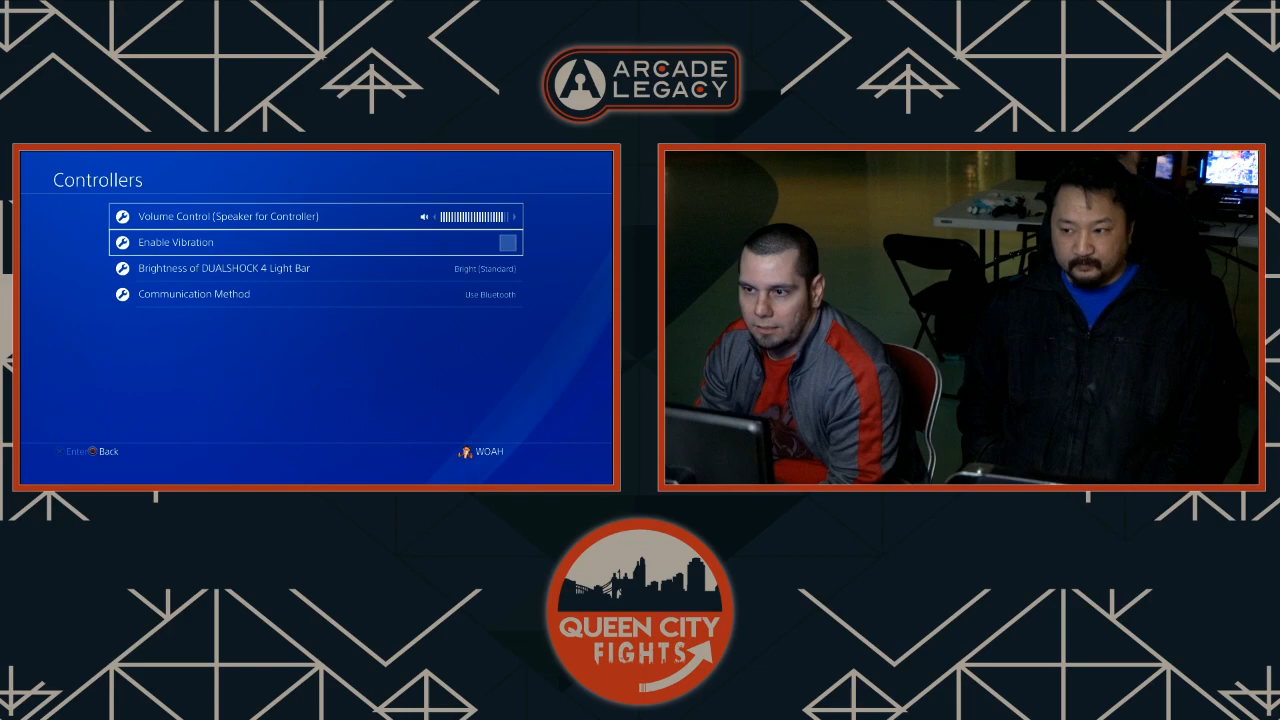 ARCADE
LEGACY
Controllers
Volume Control (Speaker for Controller)
Enable Vibration
Brightness of DUALSHOCK 4 Light Bar
Bright (Standard)
Communication Method
Use Bluetooth
Enter Back
WOAH
QUEEN CITY
FIGHTS